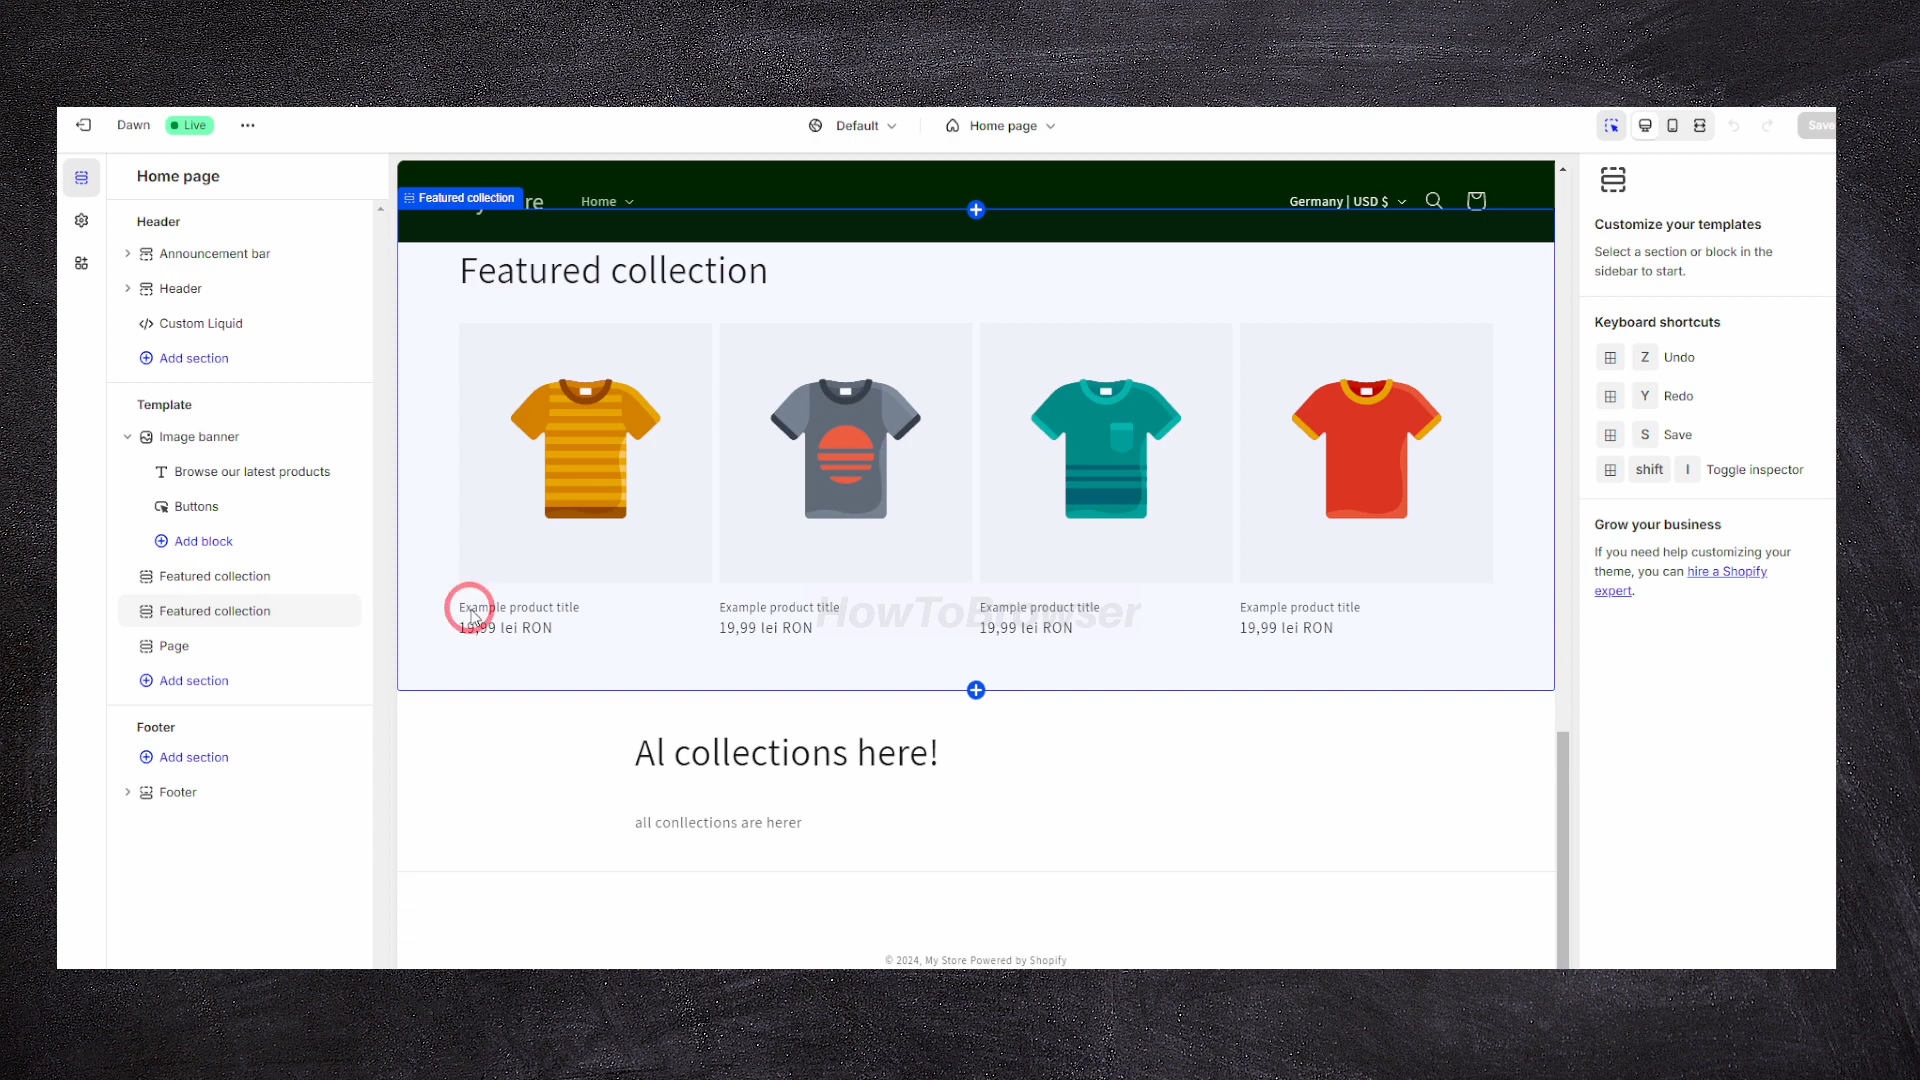 Dawn
Live
Default
Home page
Save
Home page
Header
Announcement bar
Header
Custom Liquid
Add section
Template
Image banner
Browse our latest products
Buttons
Add block
Featured collection
Featured collection
Page
Add section
Footer
Add section
Footer
Featured collection
re
Home
Germany | USD $
Featured collection
Example product title
19,99 lei RON
Example product title
19,99 lei RON
Example product title
19,99 lei RON
Example product title
19,99 lei RON
HowToBrowser
Al collections here!
all conllections are herer
© 2024, My Store Powered by Shopify
Customize your templates
Select a section or block in the
sidebar to start.
Keyboard shortcuts
Z Undo
Y Redo
S Save
shift I Toggle inspector
Grow your business
If you need help customizing your
theme, you can hire a Shopify
expert.